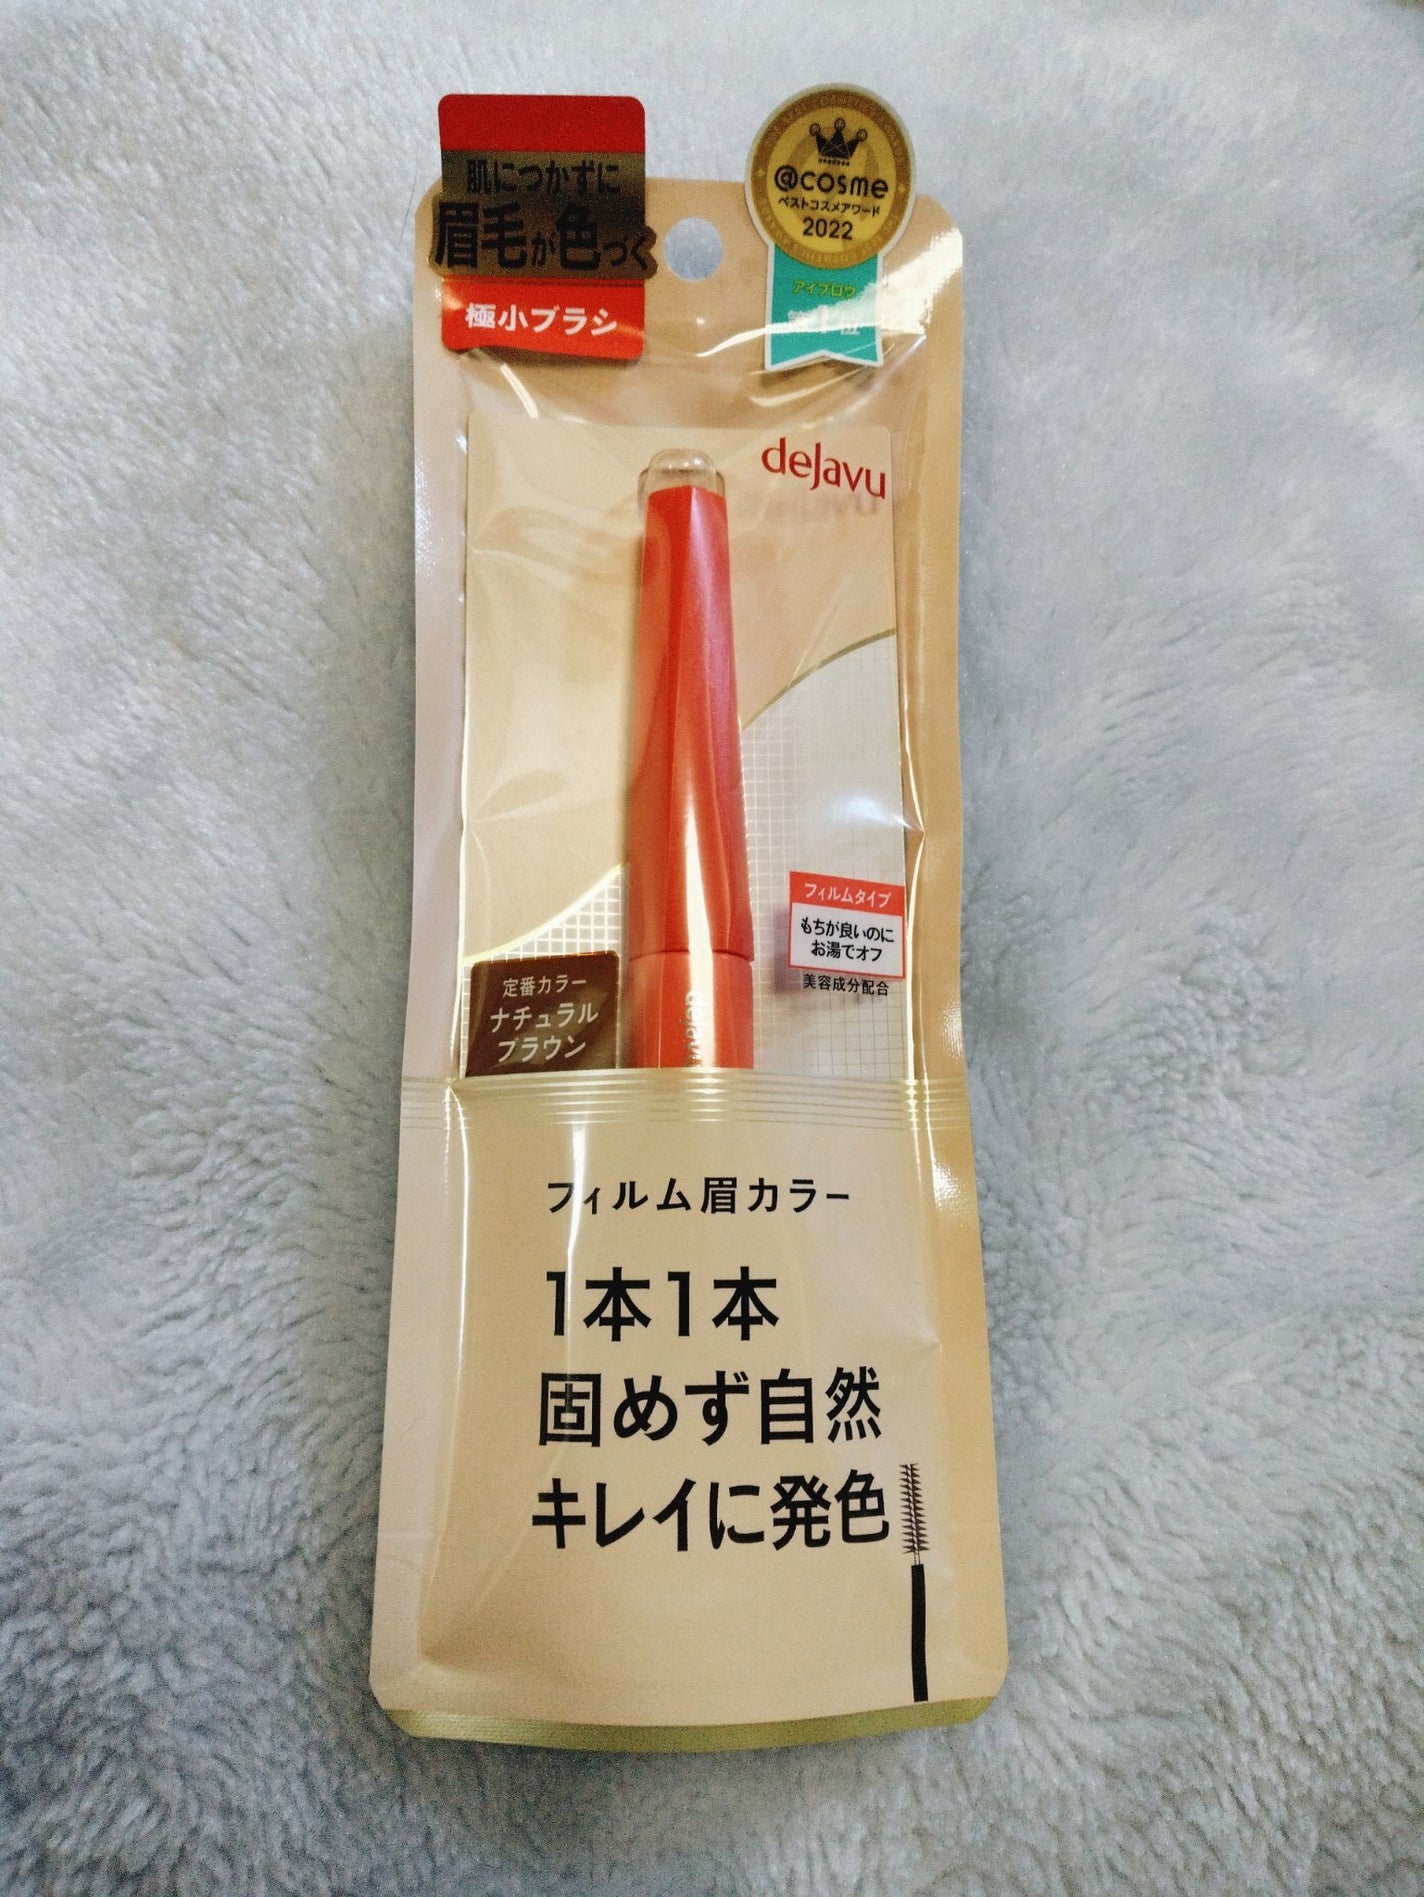 肌につかずに
眉毛が色づく
極小ブラシ
@cosme
ベストコスメアワード
2022
アイブロウ
第1位
dejavu
フィルムタイプ
もちが良いのに
お湯でオフ
美容成分配合
定番カラー
ナチュラル
ブラウン
dejavu
フィルム眉カラー
1本1本
固めず自然
キレイに発色